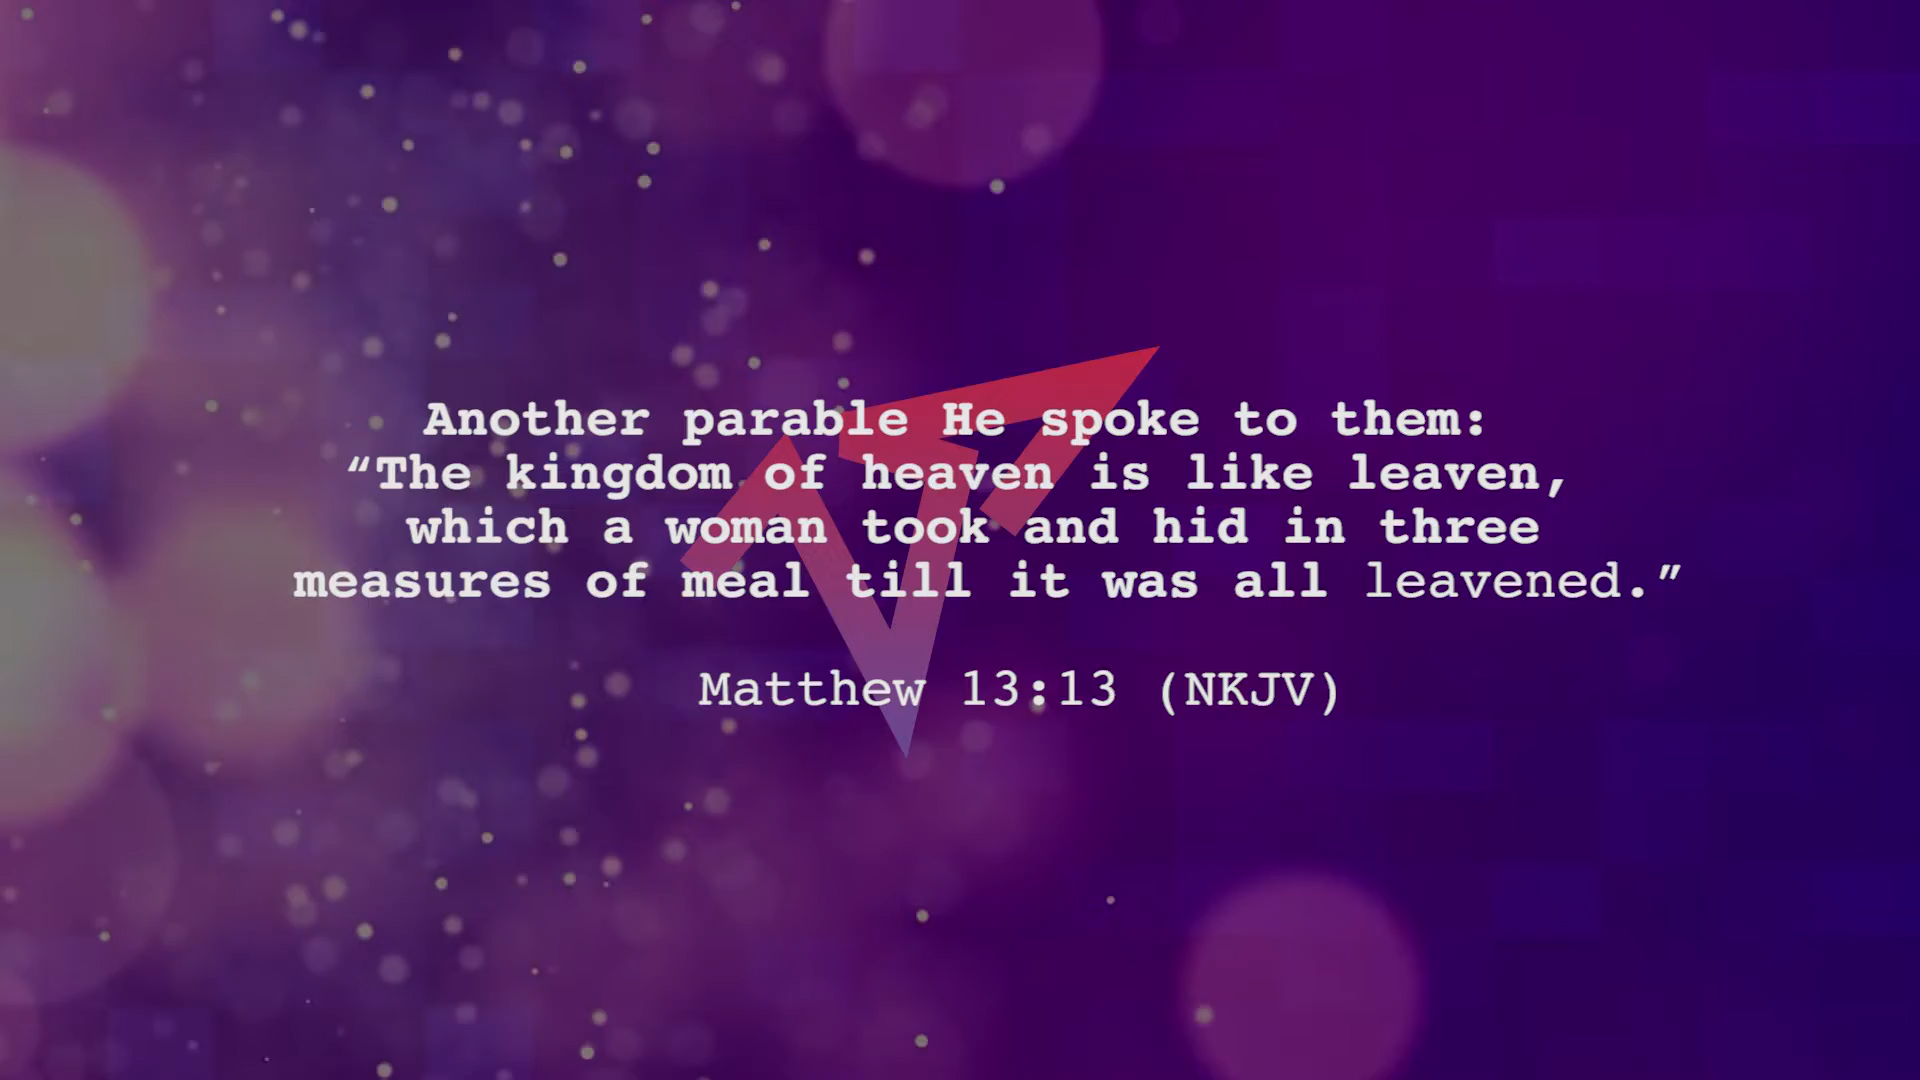 Another parable He spoke to them:
“The kingdom of heaven is like leaven,
which a woman took and hid in three
measures of meal till it was all leavened.”
Matthew 13:13 (NKJV)